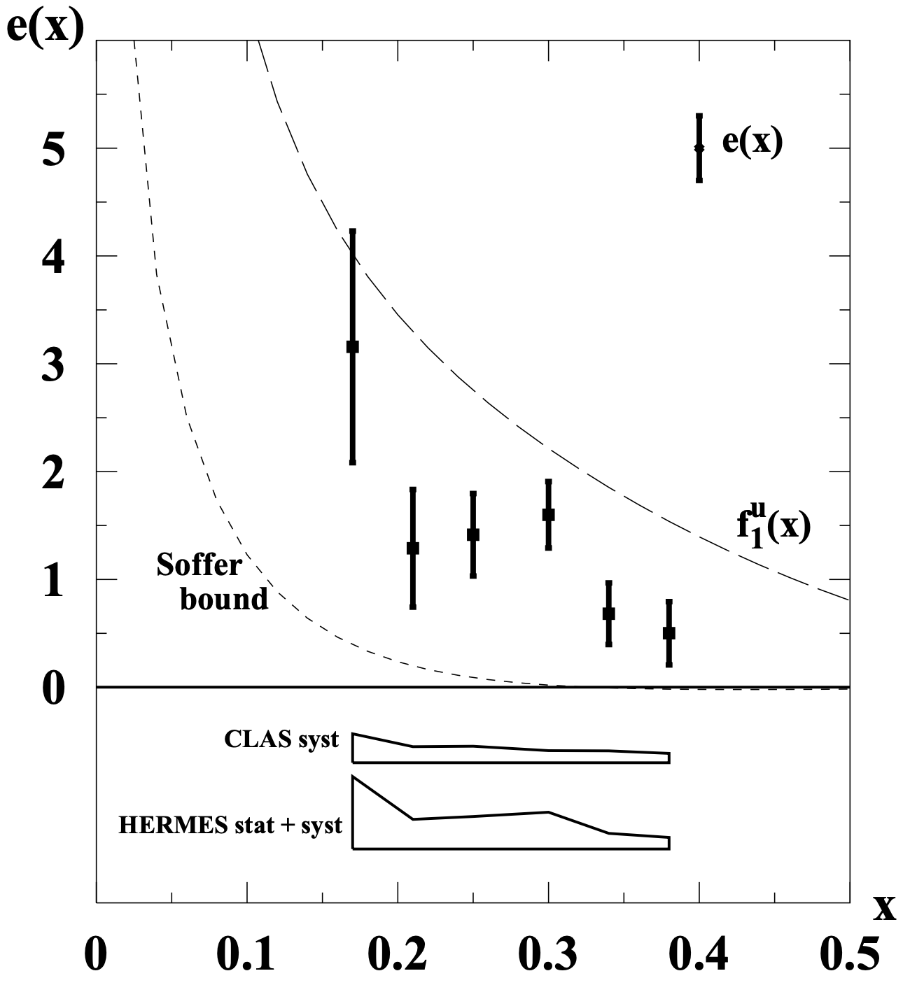 e(x)
5
e(x)
4
3
2
f₁ᵘ(x)
1
Soffer
bound
0
CLAS syst
HERMES stat + syst
x
0 0.1 0.2 0.3 0.4 0.5